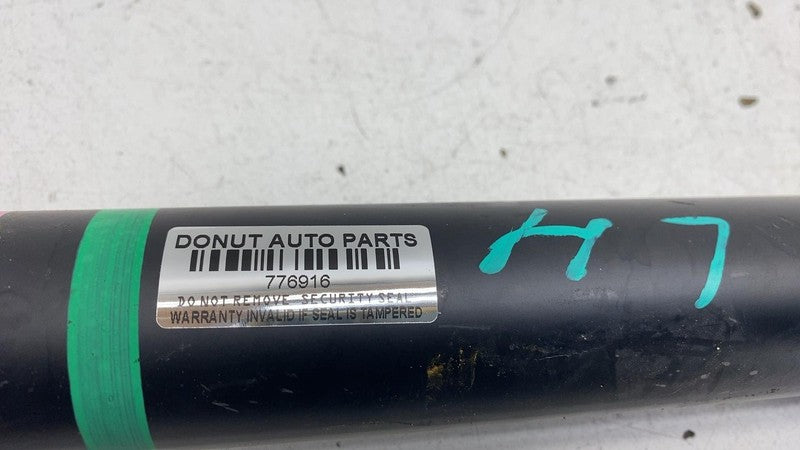 DONUT AUTO PARTS
776916
DO NOT REMOVE SECURITY SEAL
WARRANTY INVALID IF SEAL IS TAMPERED
H7